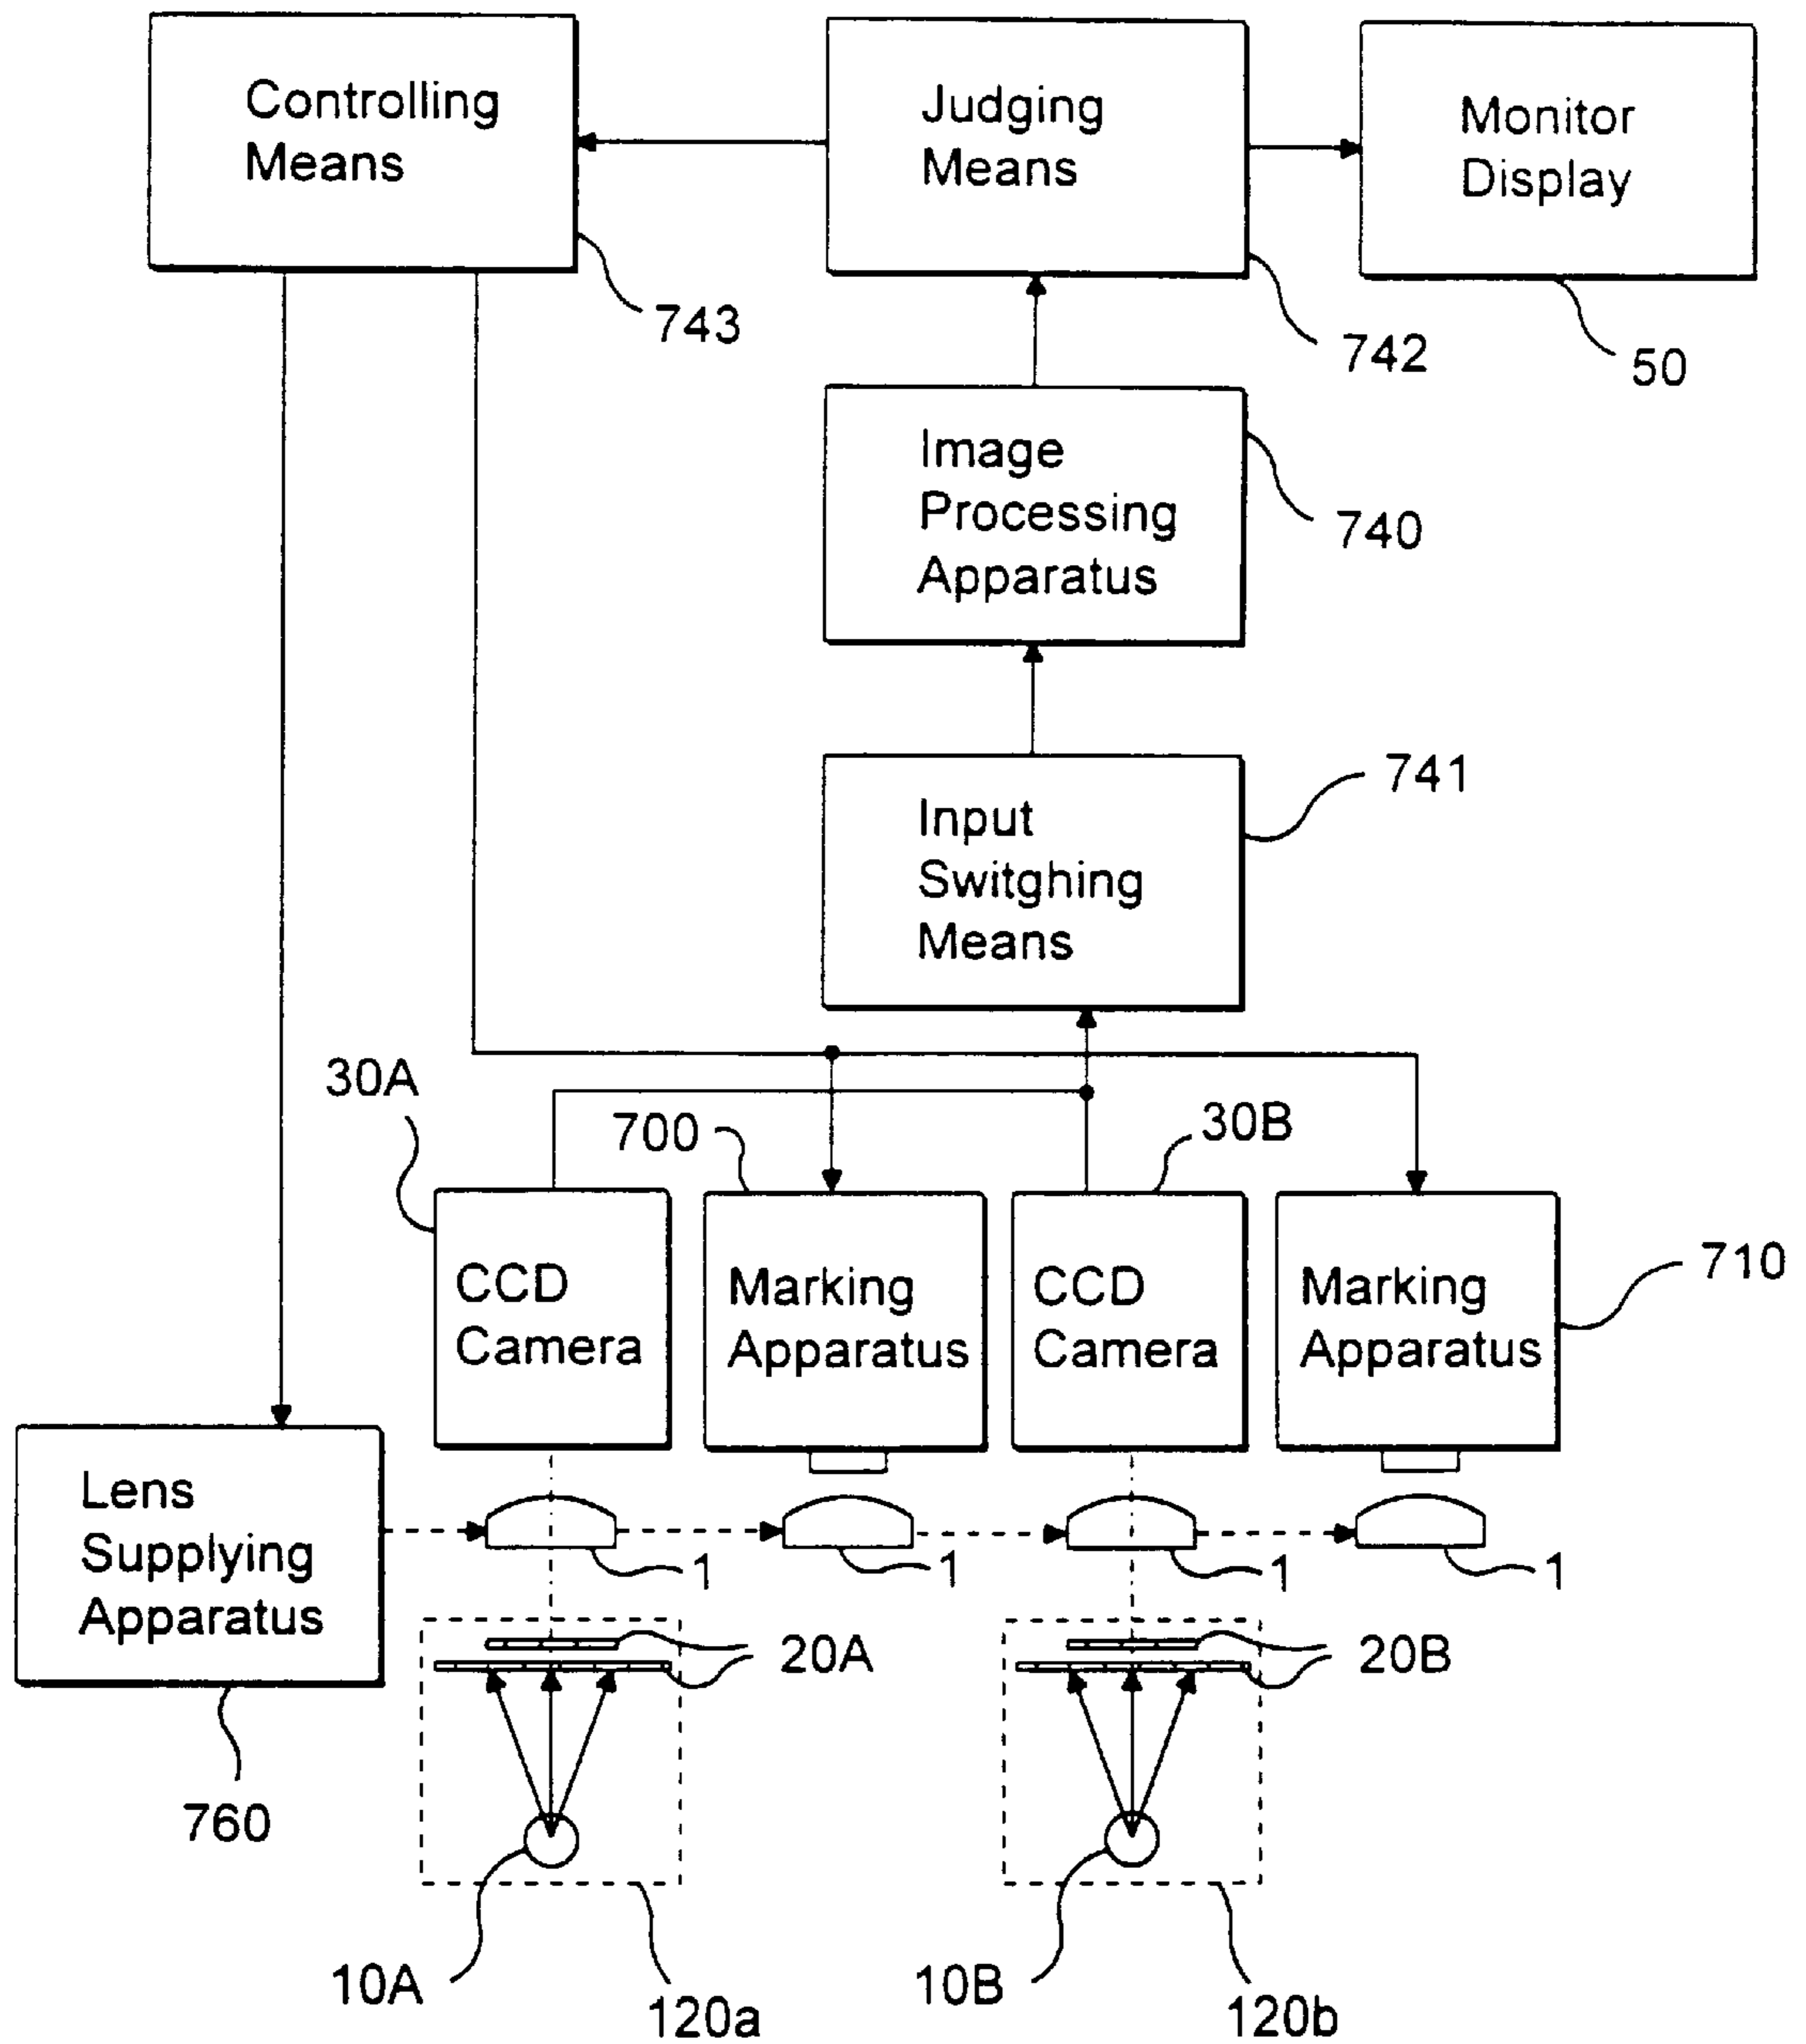 Controlling
Means
Judging
Means
Monitor
Display
743
742
50
Image
Processing
Apparatus
740
Input
Switghing
Means
741
30A
700
30B
CCD
Camera
Marking
Apparatus
CCD
Camera
Marking
Apparatus
710
Lens
Supplying
Apparatus
1
1
1
1
20A
20B
760
10A
120a
10B
120b